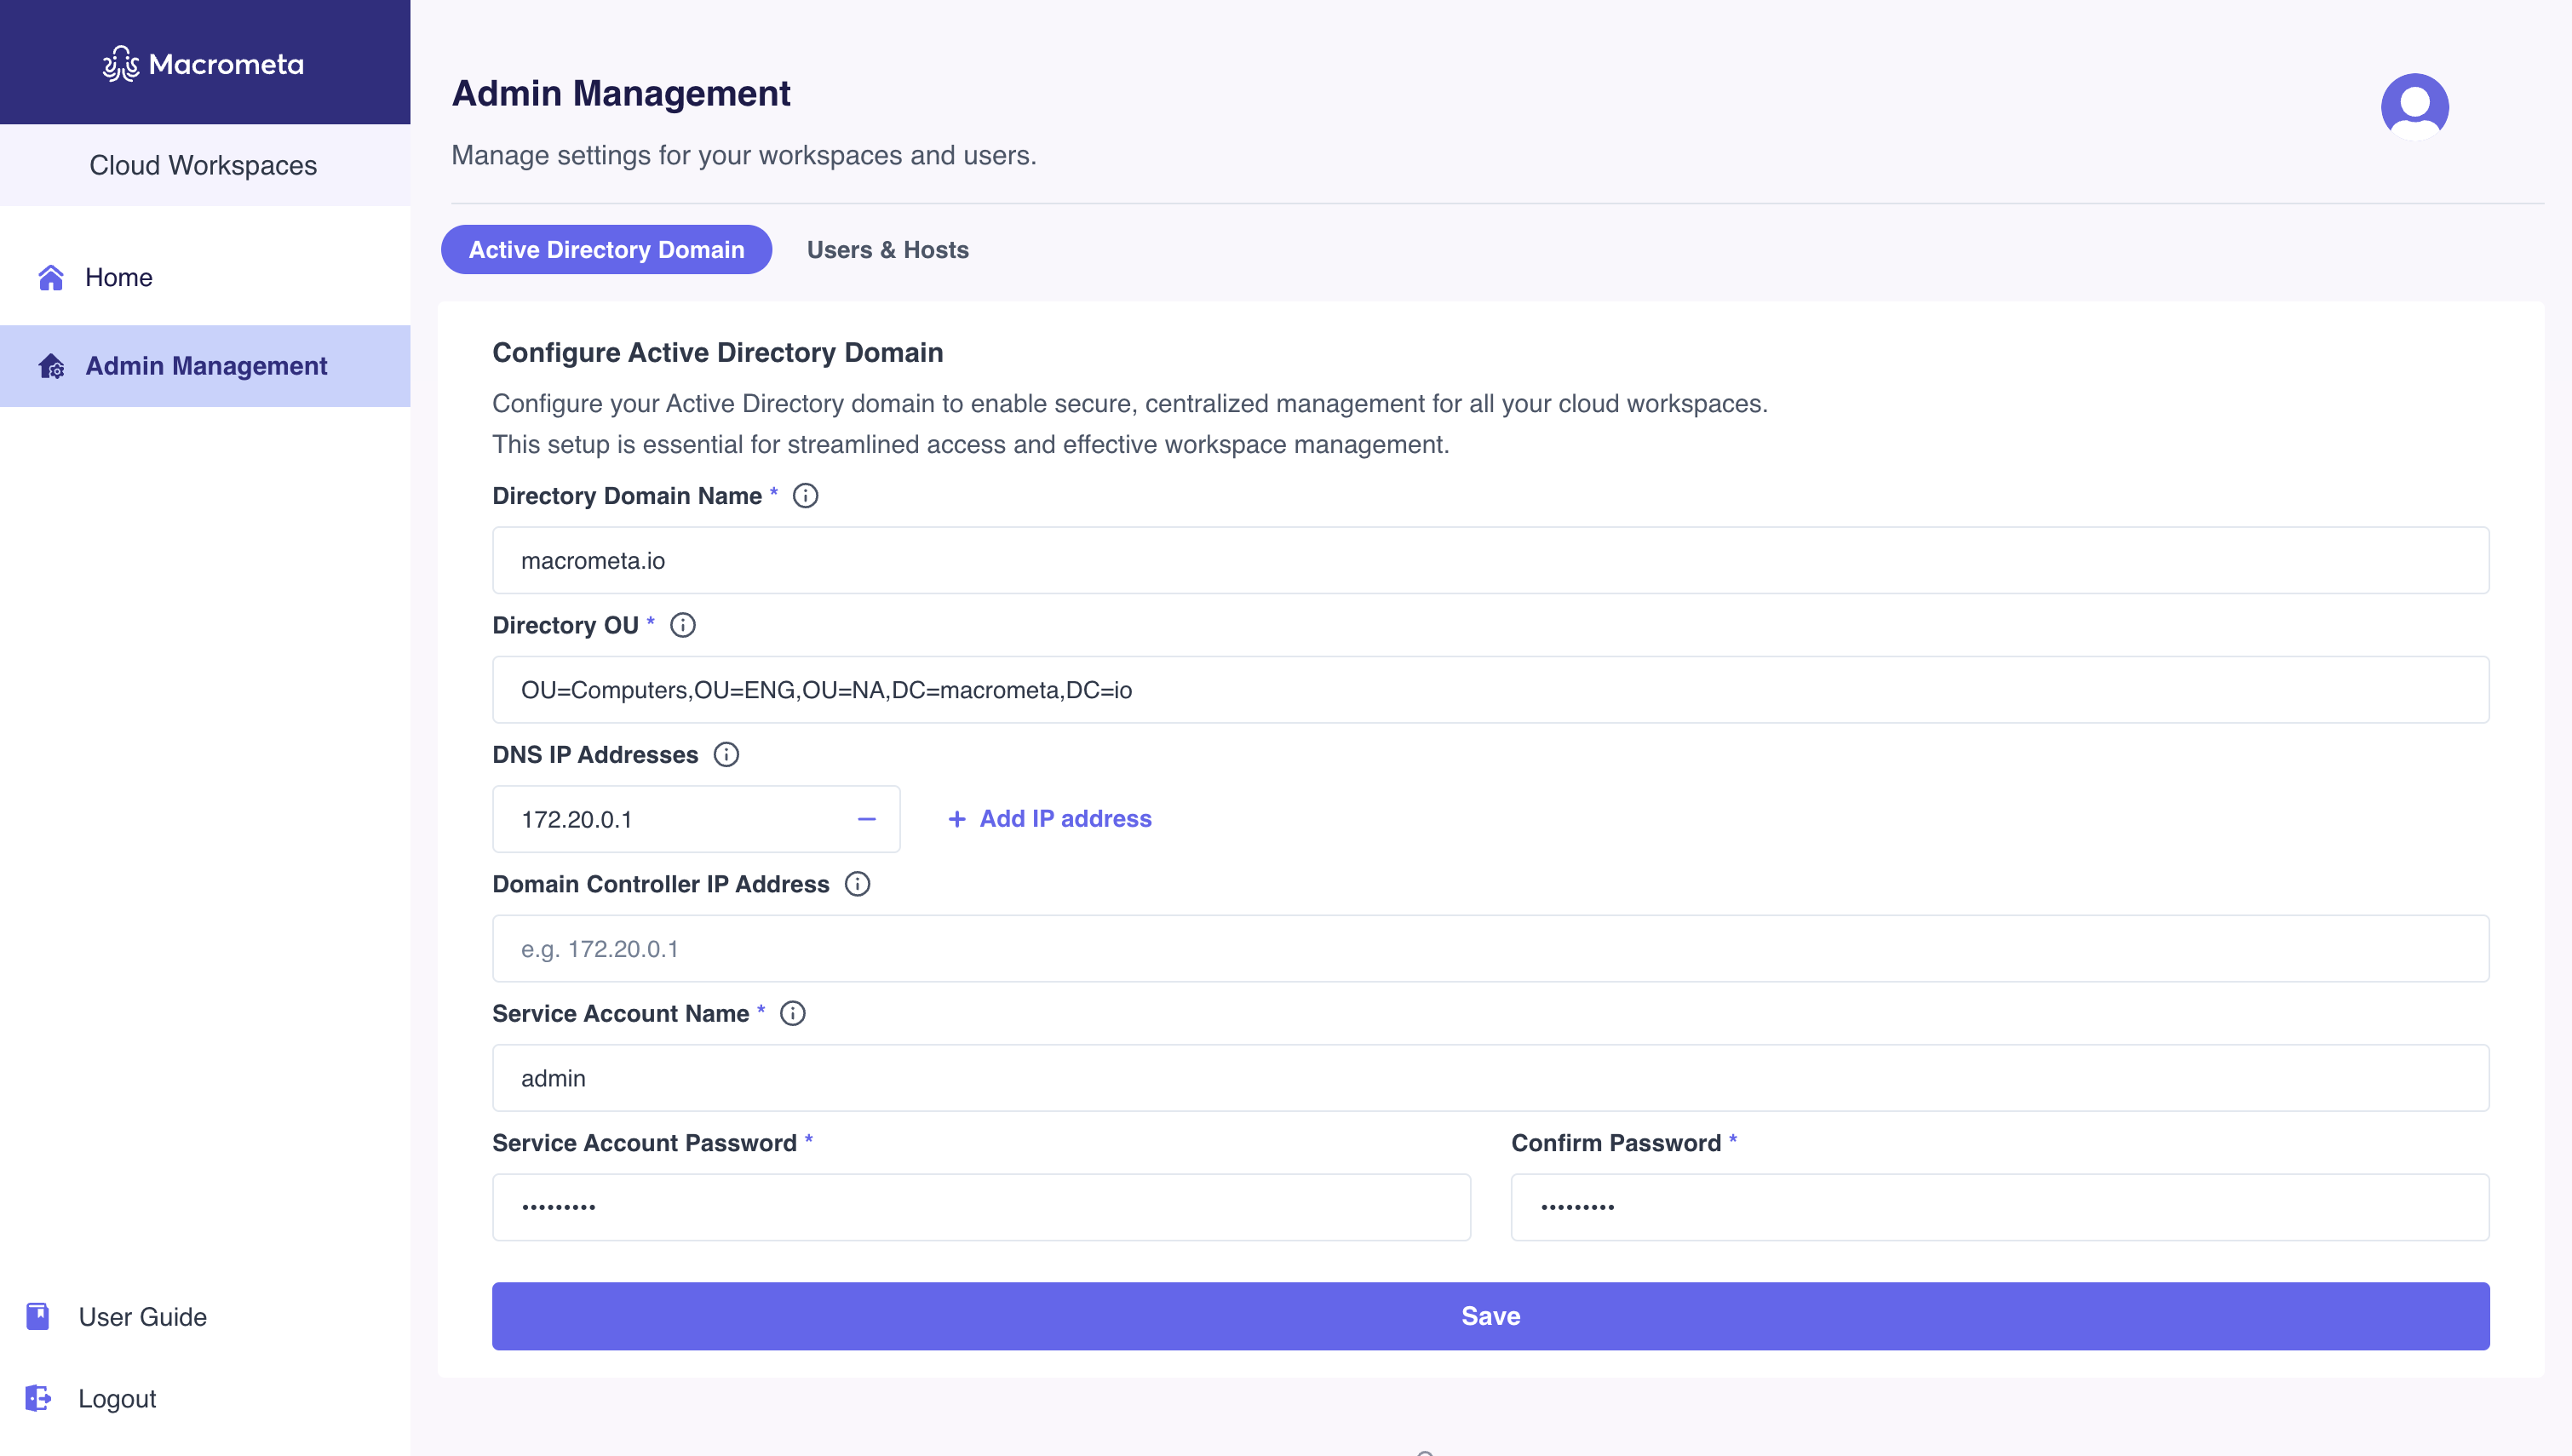 Macrometa
Cloud Workspaces
Home
Admin Management
User Guide
Logout
Admin Management
Manage settings for your workspaces and users.
Active Directory Domain
Users & Hosts
Configure Active Directory Domain
Configure your Active Directory domain to enable secure, centralized management for all your cloud workspaces.
This setup is essential for streamlined access and effective workspace management.
Directory Domain Name *
macrometa.io
Directory OU *
OU=Computers,OU=ENG,OU=NA,DC=macrometa,DC=io
DNS IP Addresses
172.20.0.1
+ Add IP address
Domain Controller IP Address
e.g. 172.20.0.1
Service Account Name *
admin
Service Account Password *
•••••••••
Confirm Password *
•••••••••
Save